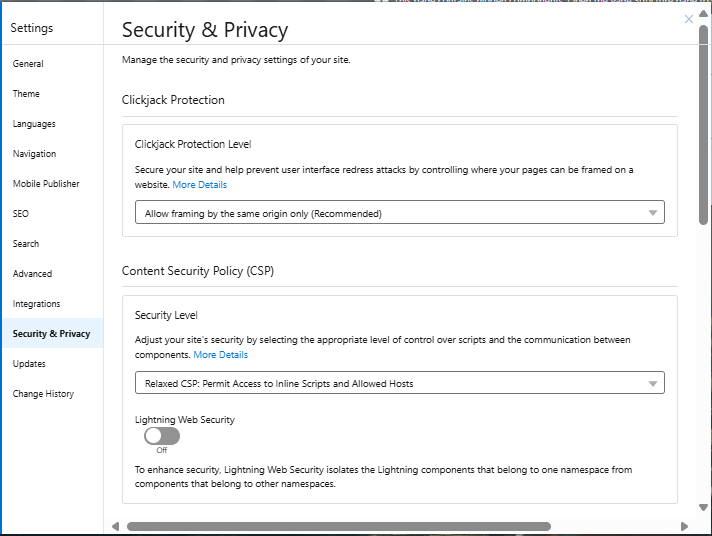 Settings
General
Theme
Languages
Navigation
Mobile Publisher
SEO
Search
Advanced
Integrations
Security & Privacy
Updates
Change History
Security & Privacy
Manage the security and privacy settings of your site.
Clickjack Protection
Clickjack Protection Level
Secure your site and help prevent user interface redress attacks by controlling where your pages can be framed on a
website. More Details
Allow framing by the same origin only (Recommended)
Content Security Policy (CSP)
Security Level
Adjust your site's security by selecting the appropriate level of control over scripts and the communication between
components. More Details
Relaxed CSP: Permit Access to Inline Scripts and Allowed Hosts
Lightning Web Security
Off
To enhance security, Lightning Web Security isolates the Lightning components that belong to one namespace from
components that belong to other namespaces.